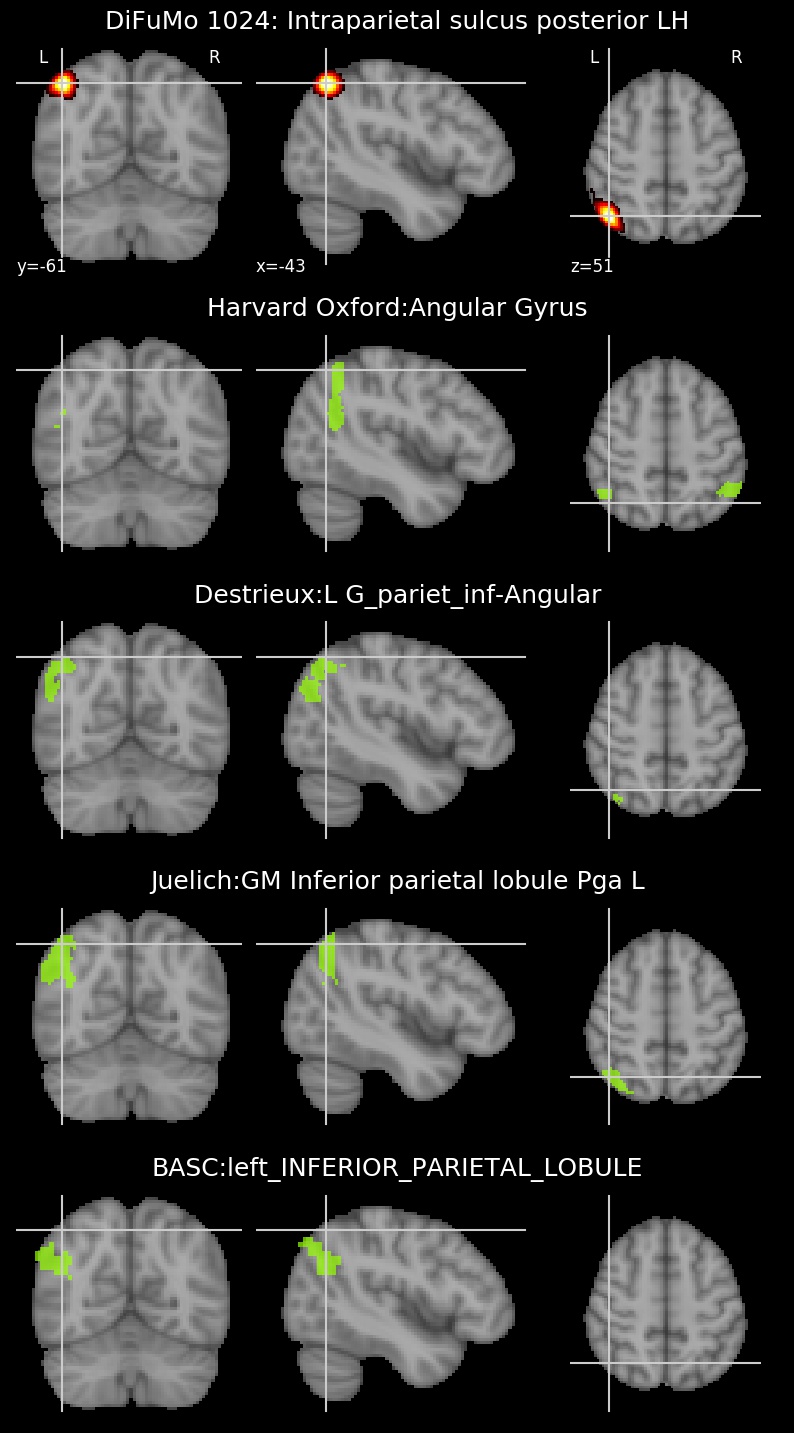 DiFuMo 1024: Intraparietal sulcus posterior LH
L R L R
y=-61 x=-43 z=51
Harvard Oxford:Angular Gyrus
Destrieux:L G_pariet_inf-Angular
Juelich:GM Inferior parietal lobule Pga L
BASC:left_INFERIOR_PARIETAL_LOBULE